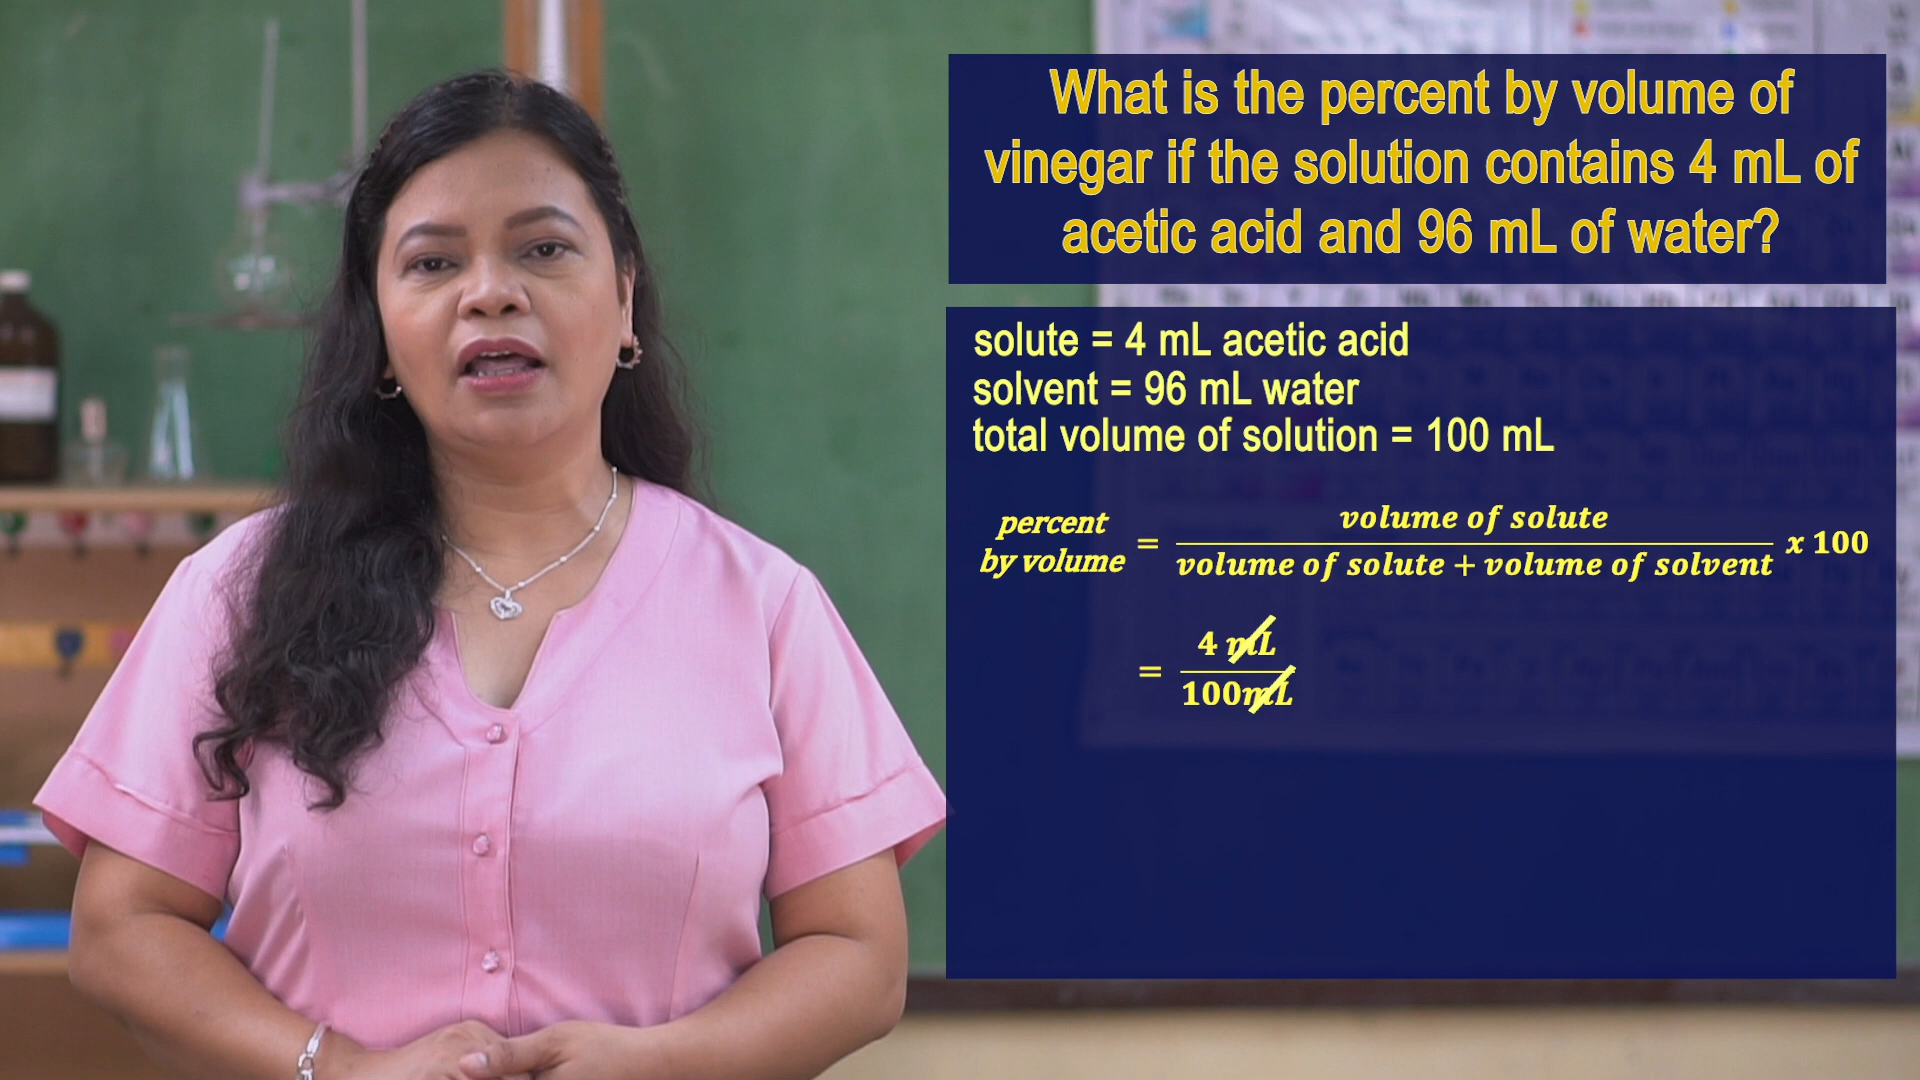 What is the percent by volume of
vinegar if the solution contains 4 mL of
acetic acid and 96 mL of water?
solute = 4 mL acetic acid
solvent = 96 mL water
total volume of solution = 100 mL
percent
by volume
=
volume of solute
volume of solute + volume of solvent
x 100
=
4 mL
100mL